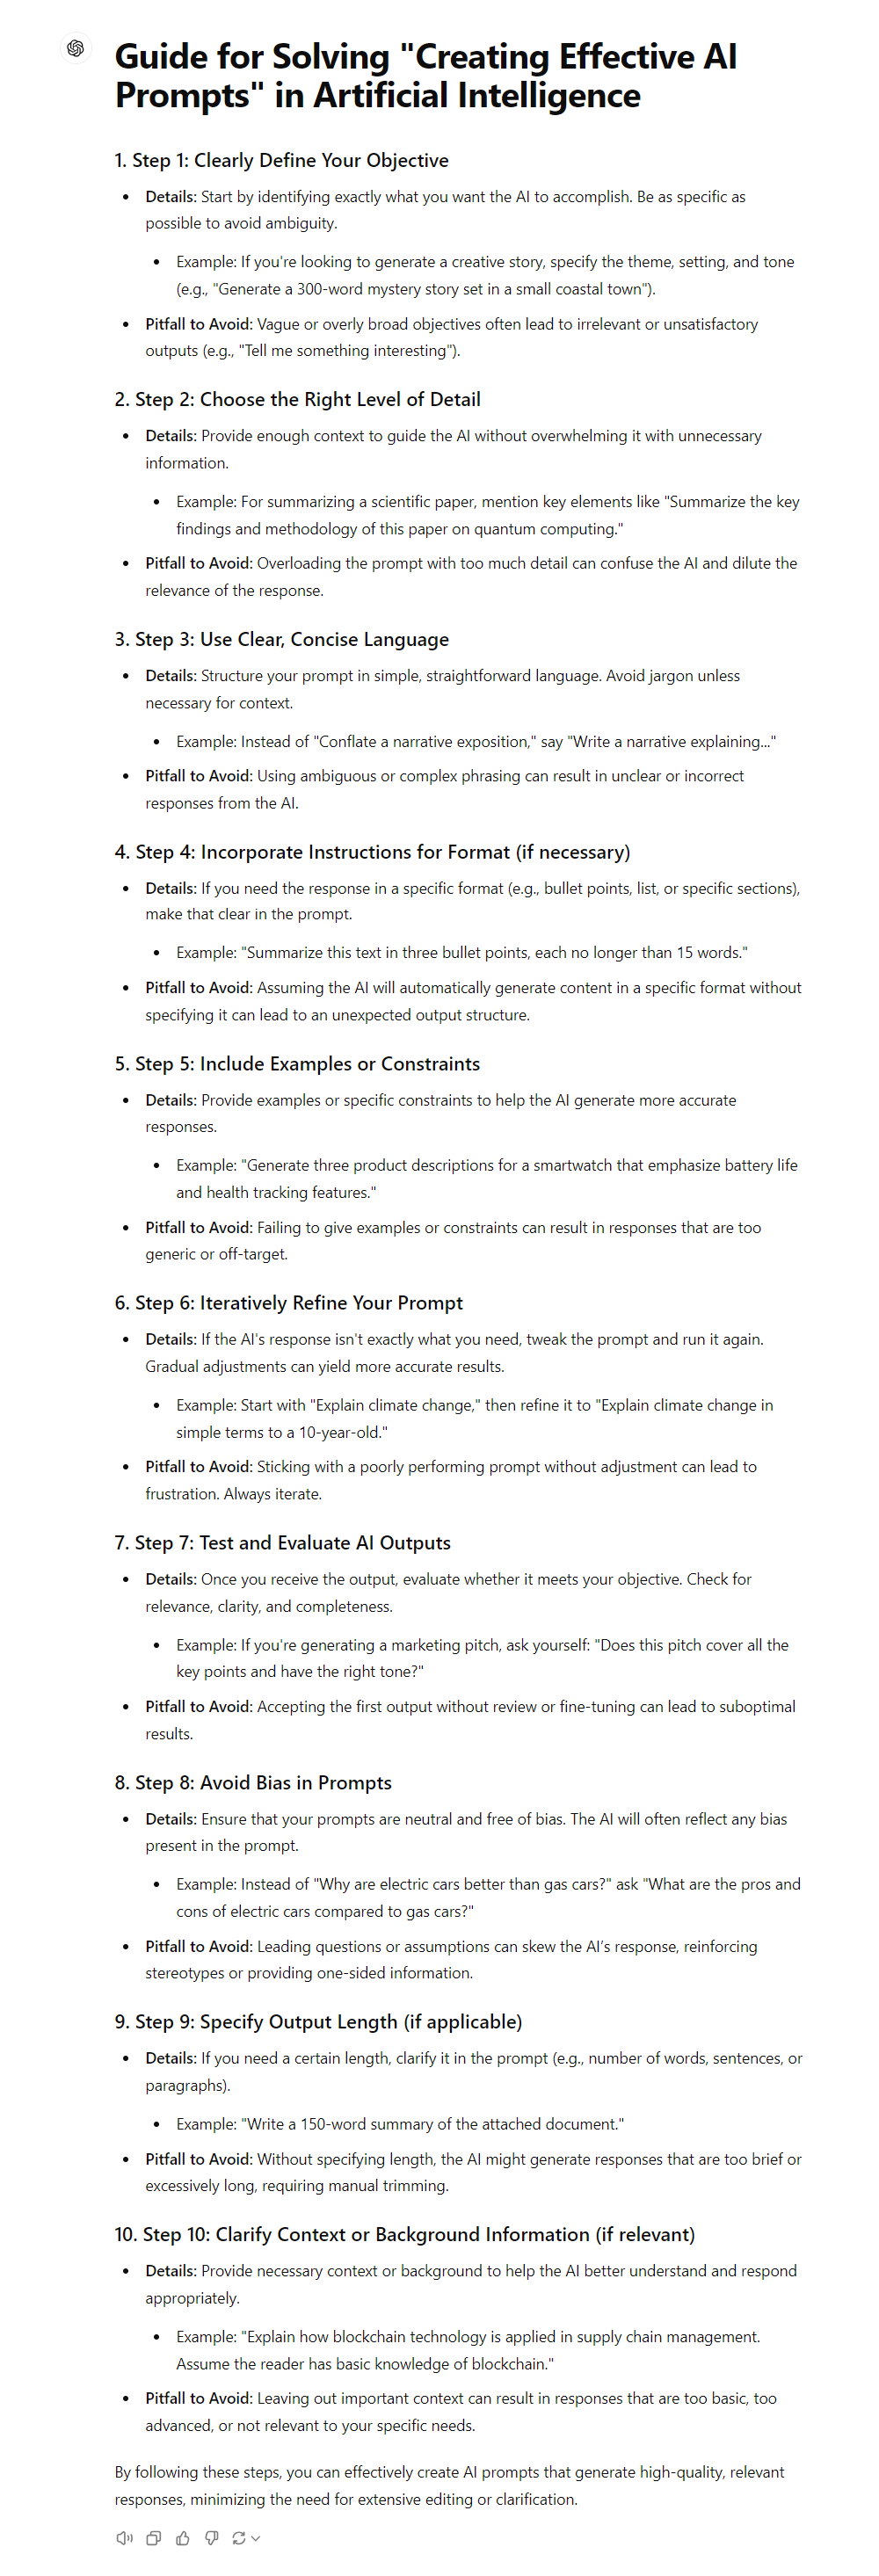 Guide for Solving "Creating Effective AI
Prompts" in Artificial Intelligence
1. Step 1: Clearly Define Your Objective
• Details: Start by identifying exactly what you want the AI to accomplish. Be as specific as
possible to avoid ambiguity.
• Example: If you're looking to generate a creative story, specify the theme, setting, and tone
(e.g., "Generate a 300-word mystery story set in a small coastal town").
• Pitfall to Avoid: Vague or overly broad objectives often lead to irrelevant or unsatisfactory
outputs (e.g., "Tell me something interesting").
2. Step 2: Choose the Right Level of Detail
• Details: Provide enough context to guide the AI without overwhelming it with unnecessary
information.
• Example: For summarizing a scientific paper, mention key elements like "Summarize the key
findings and methodology of this paper on quantum computing."
• Pitfall to Avoid: Overloading the prompt with too much detail can confuse the AI and dilute the
relevance of the response.
3. Step 3: Use Clear, Concise Language
• Details: Structure your prompt in simple, straightforward language. Avoid jargon unless
necessary for context.
• Example: Instead of "Conflate a narrative exposition," say "Write a narrative explaining..."
• Pitfall to Avoid: Using ambiguous or complex phrasing can result in unclear or incorrect
responses from the AI.
4. Step 4: Incorporate Instructions for Format (if necessary)
• Details: If you need the response in a specific format (e.g., bullet points, list, or specific sections),
make that clear in the prompt.
• Example: "Summarize this text in three bullet points, each no longer than 15 words."
• Pitfall to Avoid: Assuming the AI will automatically generate content in a specific format without
specifying it can lead to an unexpected output structure.
5. Step 5: Include Examples or Constraints
• Details: Provide examples or specific constraints to help the AI generate more accurate
responses.
• Example: "Generate three product descriptions for a smartwatch that emphasize battery life
and health tracking features."
• Pitfall to Avoid: Failing to give examples or constraints can result in responses that are too
generic or off-target.
6. Step 6: Iteratively Refine Your Prompt
• Details: If the AI's response isn't exactly what you need, tweak the prompt and run it again.
Gradual adjustments can yield more accurate results.
• Example: Start with "Explain climate change," then refine it to "Explain climate change in
simple terms to a 10-year-old."
• Pitfall to Avoid: Sticking with a poorly performing prompt without adjustment can lead to
frustration. Always iterate.
7. Step 7: Test and Evaluate AI Outputs
• Details: Once you receive the output, evaluate whether it meets your objective. Check for
relevance, clarity, and completeness.
• Example: If you're generating a marketing pitch, ask yourself: "Does this pitch cover all the
key points and have the right tone?"
• Pitfall to Avoid: Accepting the first output without review or fine-tuning can lead to suboptimal
results.
8. Step 8: Avoid Bias in Prompts
• Details: Ensure that your prompts are neutral and free of bias. The AI will often reflect any bias
present in the prompt.
• Example: Instead of "Why are electric cars better than gas cars?" ask "What are the pros and
cons of electric cars compared to gas cars?"
• Pitfall to Avoid: Leading questions or assumptions can skew the AI’s response, reinforcing
stereotypes or providing one-sided information.
9. Step 9: Specify Output Length (if applicable)
• Details: If you need a certain length, clarify it in the prompt (e.g., number of words, sentences, or
paragraphs).
• Example: "Write a 150-word summary of the attached document."
• Pitfall to Avoid: Without specifying length, the AI might generate responses that are too brief or
excessively long, requiring manual trimming.
10. Step 10: Clarify Context or Background Information (if relevant)
• Details: Provide necessary context or background to help the AI better understand and respond
appropriately.
• Example: "Explain how blockchain technology is applied in supply chain management.
Assume the reader has basic knowledge of blockchain."
• Pitfall to Avoid: Leaving out important context can result in responses that are too basic, too
advanced, or not relevant to your specific needs.
By following these steps, you can effectively create AI prompts that generate high-quality, relevant
responses, minimizing the need for extensive editing or clarification.